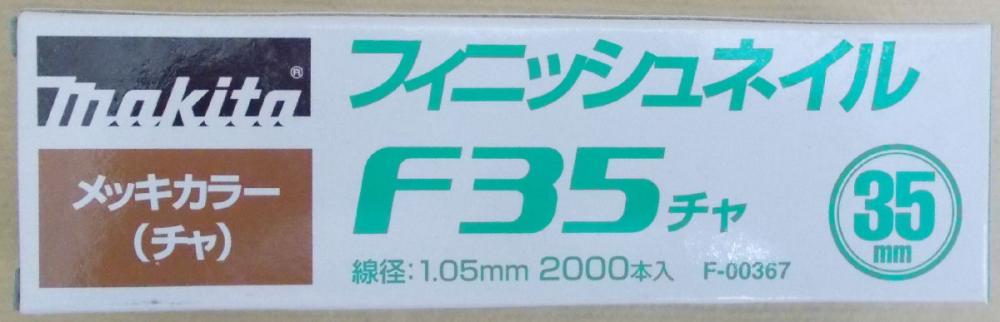 makita®
メッキカラー
(チャ)
フィニッシュネイル
F35チャ
線径:1.05mm 2000本入 F-00367
35
mm